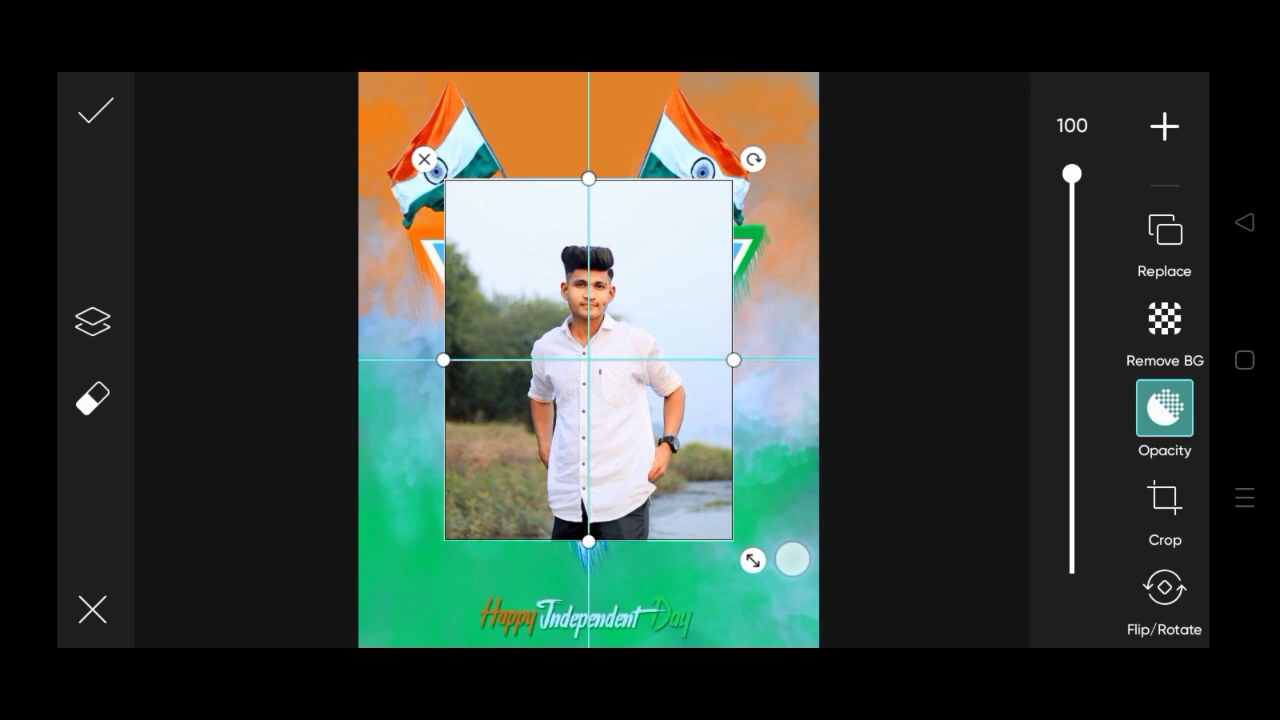 100
Replace
Remove BG
Opacity
Crop
Flip/Rotate
Happy Independent Day